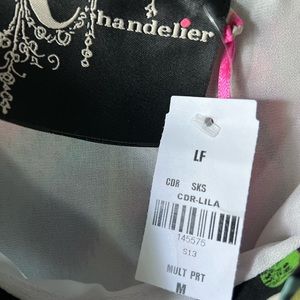 Chandelier
LF
CDR SKS
CDR-LILA
145575
S13
MULT PRT
M